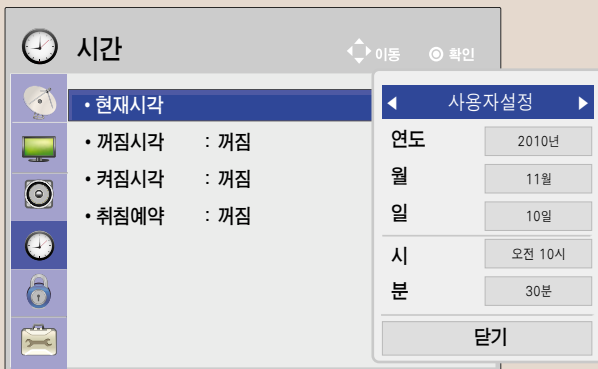 시간
이동 확인
• 현재시각
• 꺼짐시각 : 꺼짐
• 켜짐시각 : 꺼짐
• 취침예약 : 꺼짐
사용자설정
연도 2010년
월 11월
일 10일
시 오전 10시
분 30분
닫기